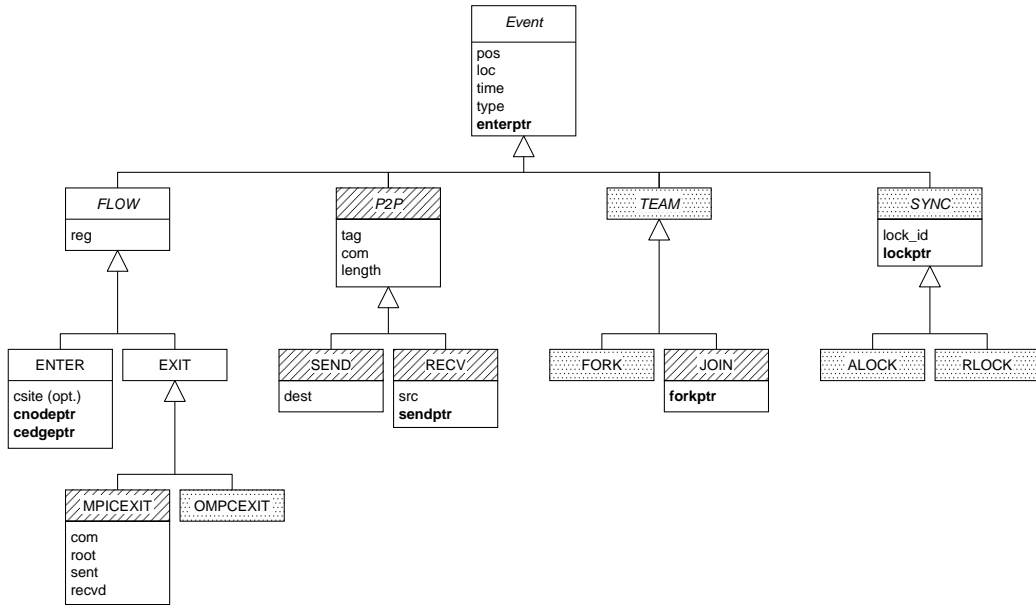 Event
pos
loc
time
type
enterptr
FLOW
reg
P2P
tag
com
length
TEAM
SYNC
lock_id
lockptr
ENTER
csite (opt.)
cnodeptr
cedgeptr
EXIT
SEND
dest
RECV
src
sendptr
FORK
JOIN
forkptr
ALOCK
RLOCK
MPICEXIT
com
root
sent
recvd
OMPCEXIT